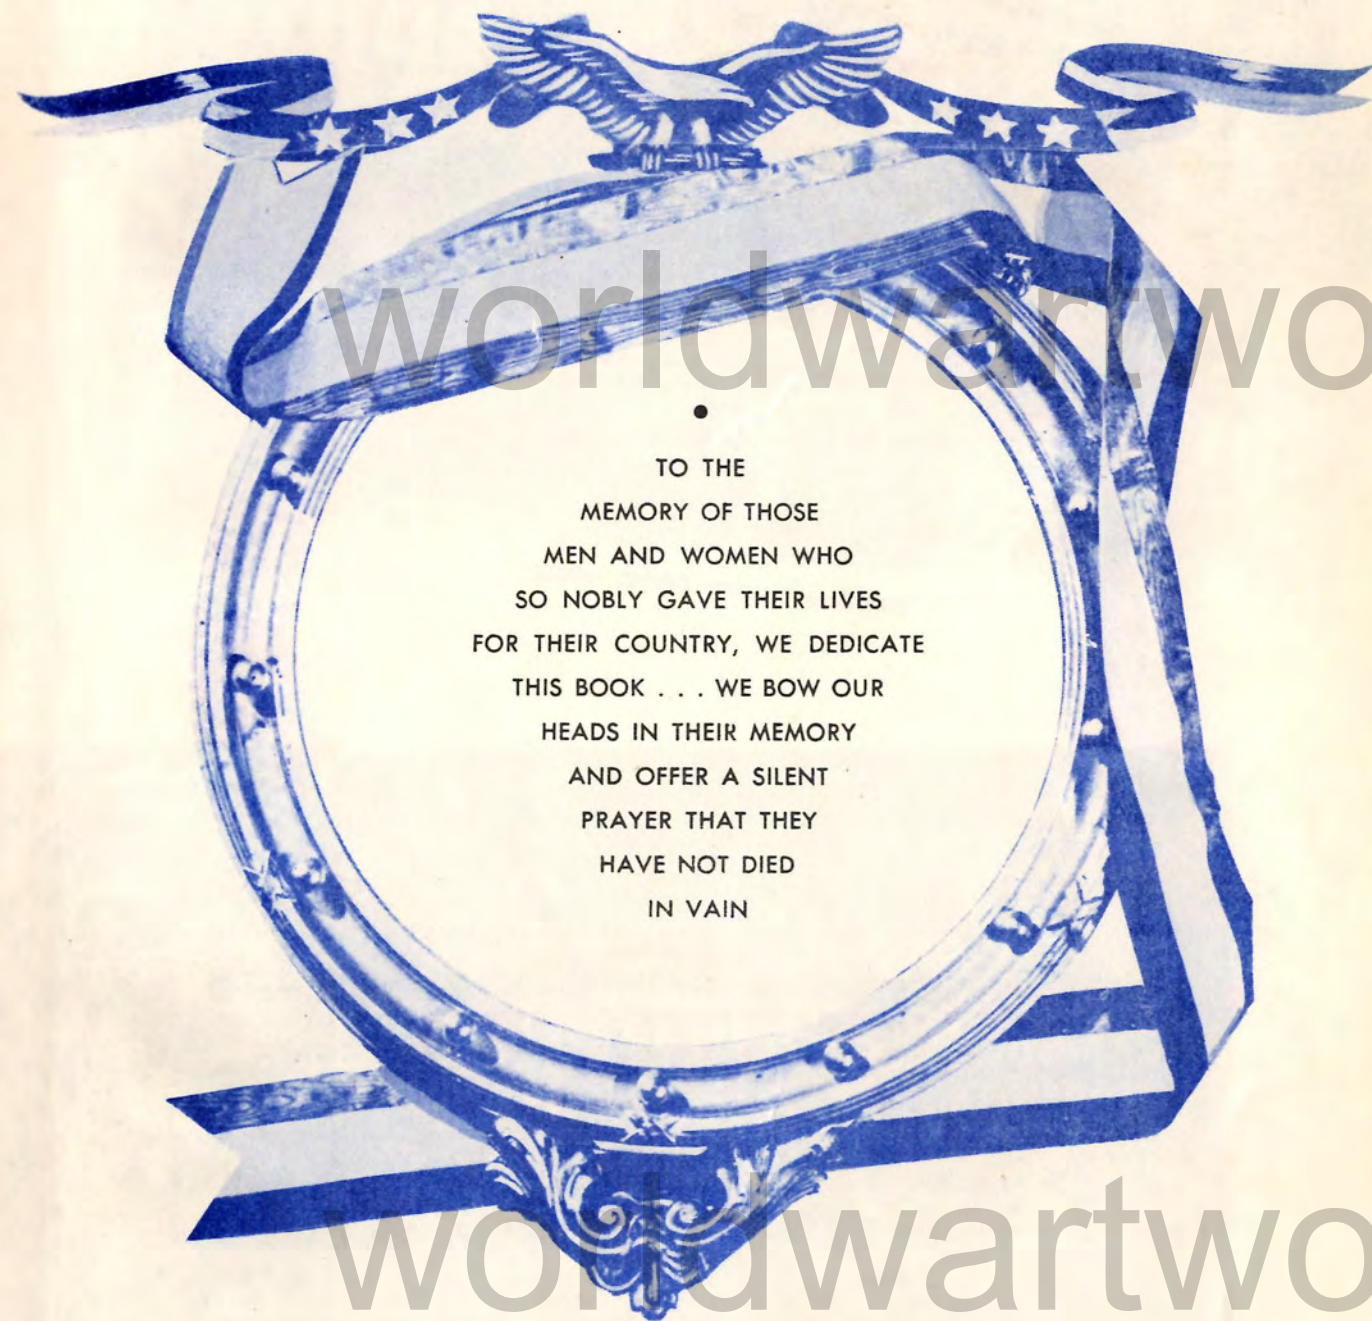 worldwartwo
•
TO THE
MEMORY OF THOSE
MEN AND WOMEN WHO
SO NOBLY GAVE THEIR LIVES
FOR THEIR COUNTRY, WE DEDICATE
THIS BOOK . . . WE BOW OUR
HEADS IN THEIR MEMORY
AND OFFER A SILENT
PRAYER THAT THEY
HAVE NOT DIED
IN VAIN
worldwartwo